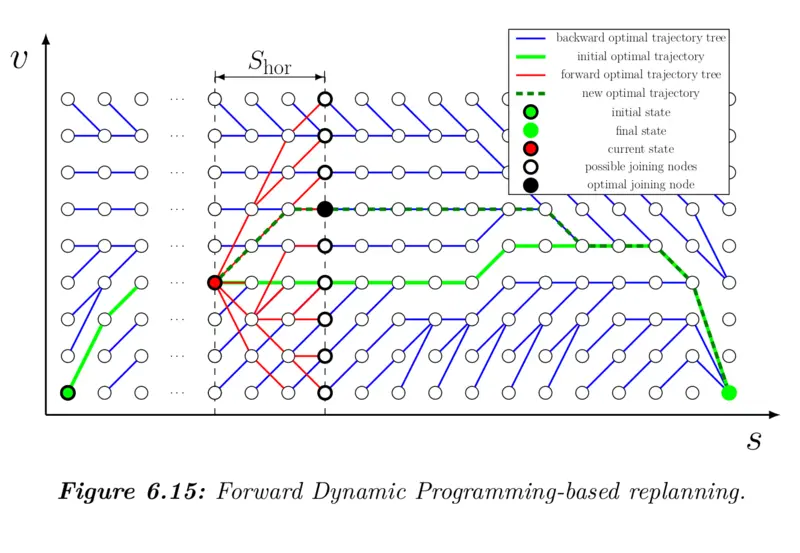 v
S_hor
backward optimal trajectory tree
initial optimal trajectory
forward optimal trajectory tree
new optimal trajectory
initial state
final state
current state
possible joining nodes
optimal joining node
...
...
...
...
...
...
...
...
...
s
Figure 6.15: Forward Dynamic Programming-based replanning.